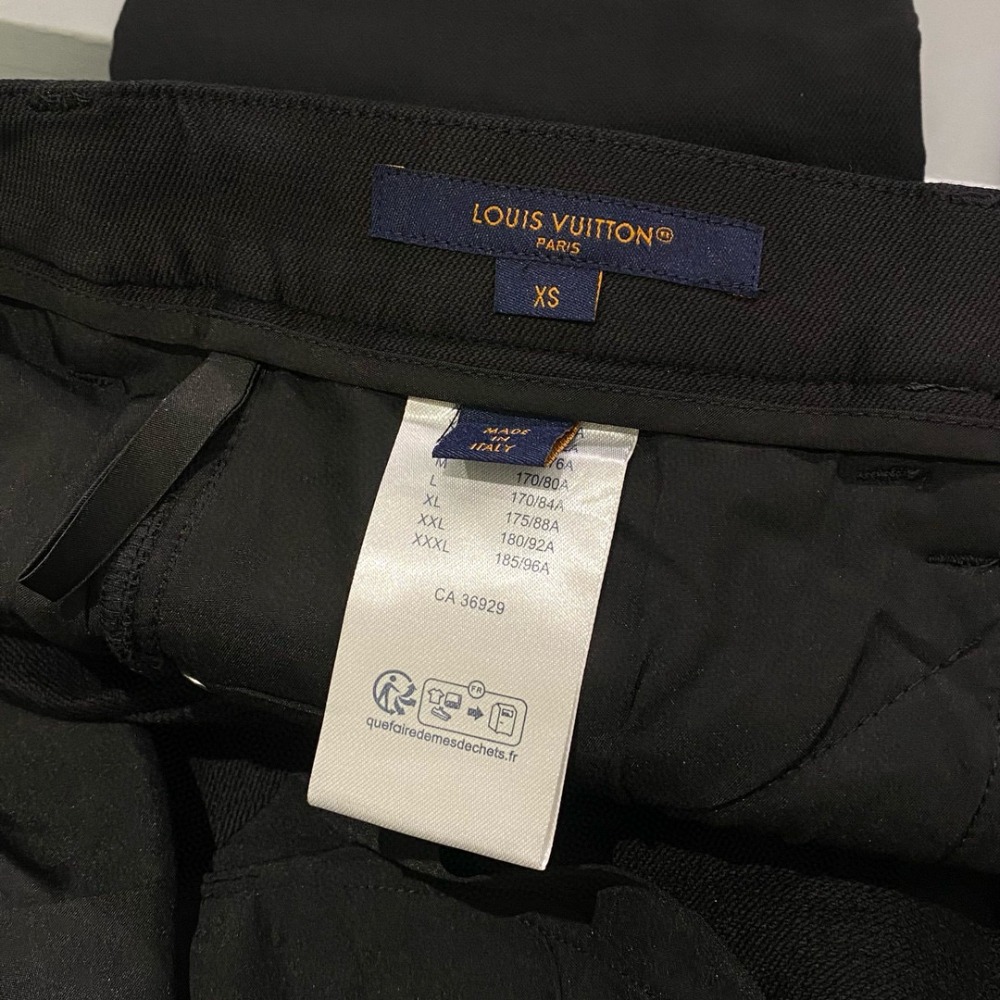 LOUIS VUITTON
PARIS
XS
MADE
IN
ITALY
A
M 76A
L 170/80A
XL 170/84A
XXL 175/88A
XXXL 180/92A
185/96A
CA 36929
FR
quefairedemesdechets.fr